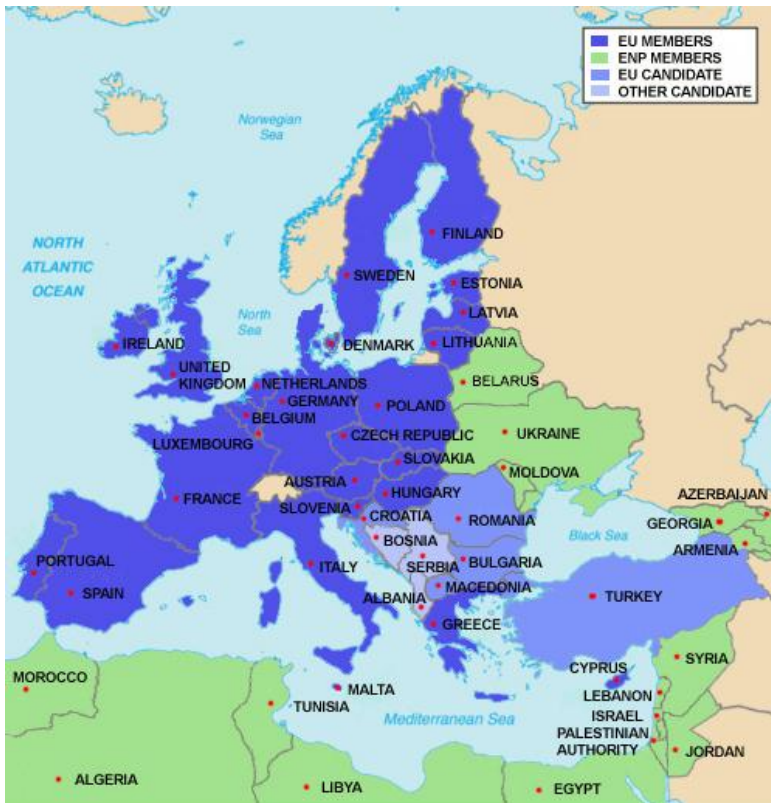 EU MEMBERS
ENP MEMBERS
EU CANDIDATE
OTHER CANDIDATE
Norwegian
Sea
NORTH
ATLANTIC
OCEAN
FINLAND
SWEDEN
ESTONIA
North
Sea
LATVIA
IRELAND
DENMARK
LITHUANIA
UNITED
KINGDOM
NETHERLANDS
BELARUS
GERMANY
POLAND
BELGIUM
LUXEMBOURG
CZECH REPUBLIC
UKRAINE
SLOVAKIA
MOLDOVA
AUSTRIA
FRANCE
HUNGARY
AZERBAIJAN
SLOVENIA
CROATIA
ROMANIA
GEORGIA
BOSNIA
Black Sea
ARMENIA
PORTUGAL
ITALY
SERBIA
BULGARIA
SPAIN
MACEDONIA
ALBANIA
TURKEY
GREECE
SYRIA
CYPRUS
MOROCCO
MALTA
LEBANON
TUNISIA
Mediterranean Sea
ISRAEL
PALESTINIAN
AUTHORITY
JORDAN
ALGERIA
LIBYA
EGYPT